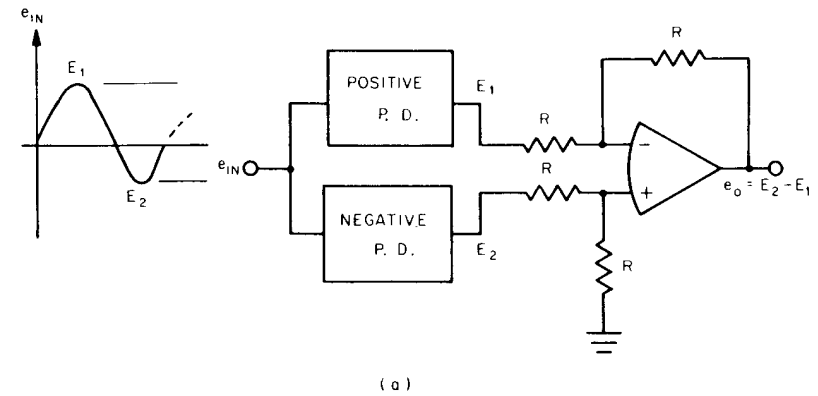 e_IN
E_1
E_2
e_IN
POSITIVE
P. D.
E_1
NEGATIVE
P. D.
E_2
R
R
R
R
−
+
e_o = E_2 − E_1
(a)